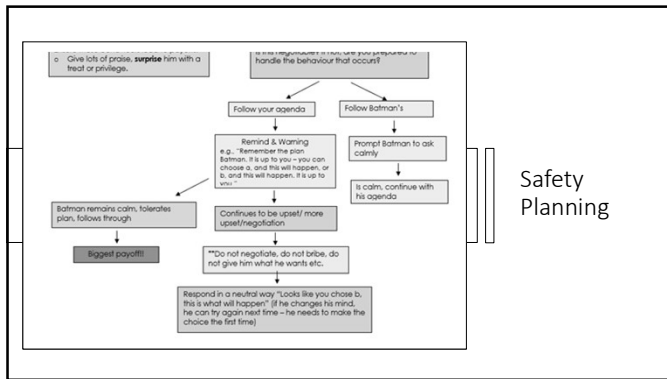 o Give lots of praise, surprise him with a
treat or privilege.
Is this negotiable? If not, are you prepared to
handle the behaviour that occurs?
Follow your agenda
Follow Batman's
Remind & Warning
e.g., "Remember the plan
Batman. It is up to you – you
can choose a, and this will happen, or
b, and this will happen. It is up to
you."
Prompt Batman to ask
calmly
Is calm, continue with
his agenda
Batman remains calm, tolerates
plan, follows through
Continues to be upset/ more
upset/negotiation
Biggest payoff!!
**Do not negotiate, do not bribe, do
not give him what he wants etc.
Respond in a neutral way "Looks like you chose b,
this is what will happen" (if he changes his mind,
he can try again next time – he needs to make the
choice the first time)
Safety
Planning